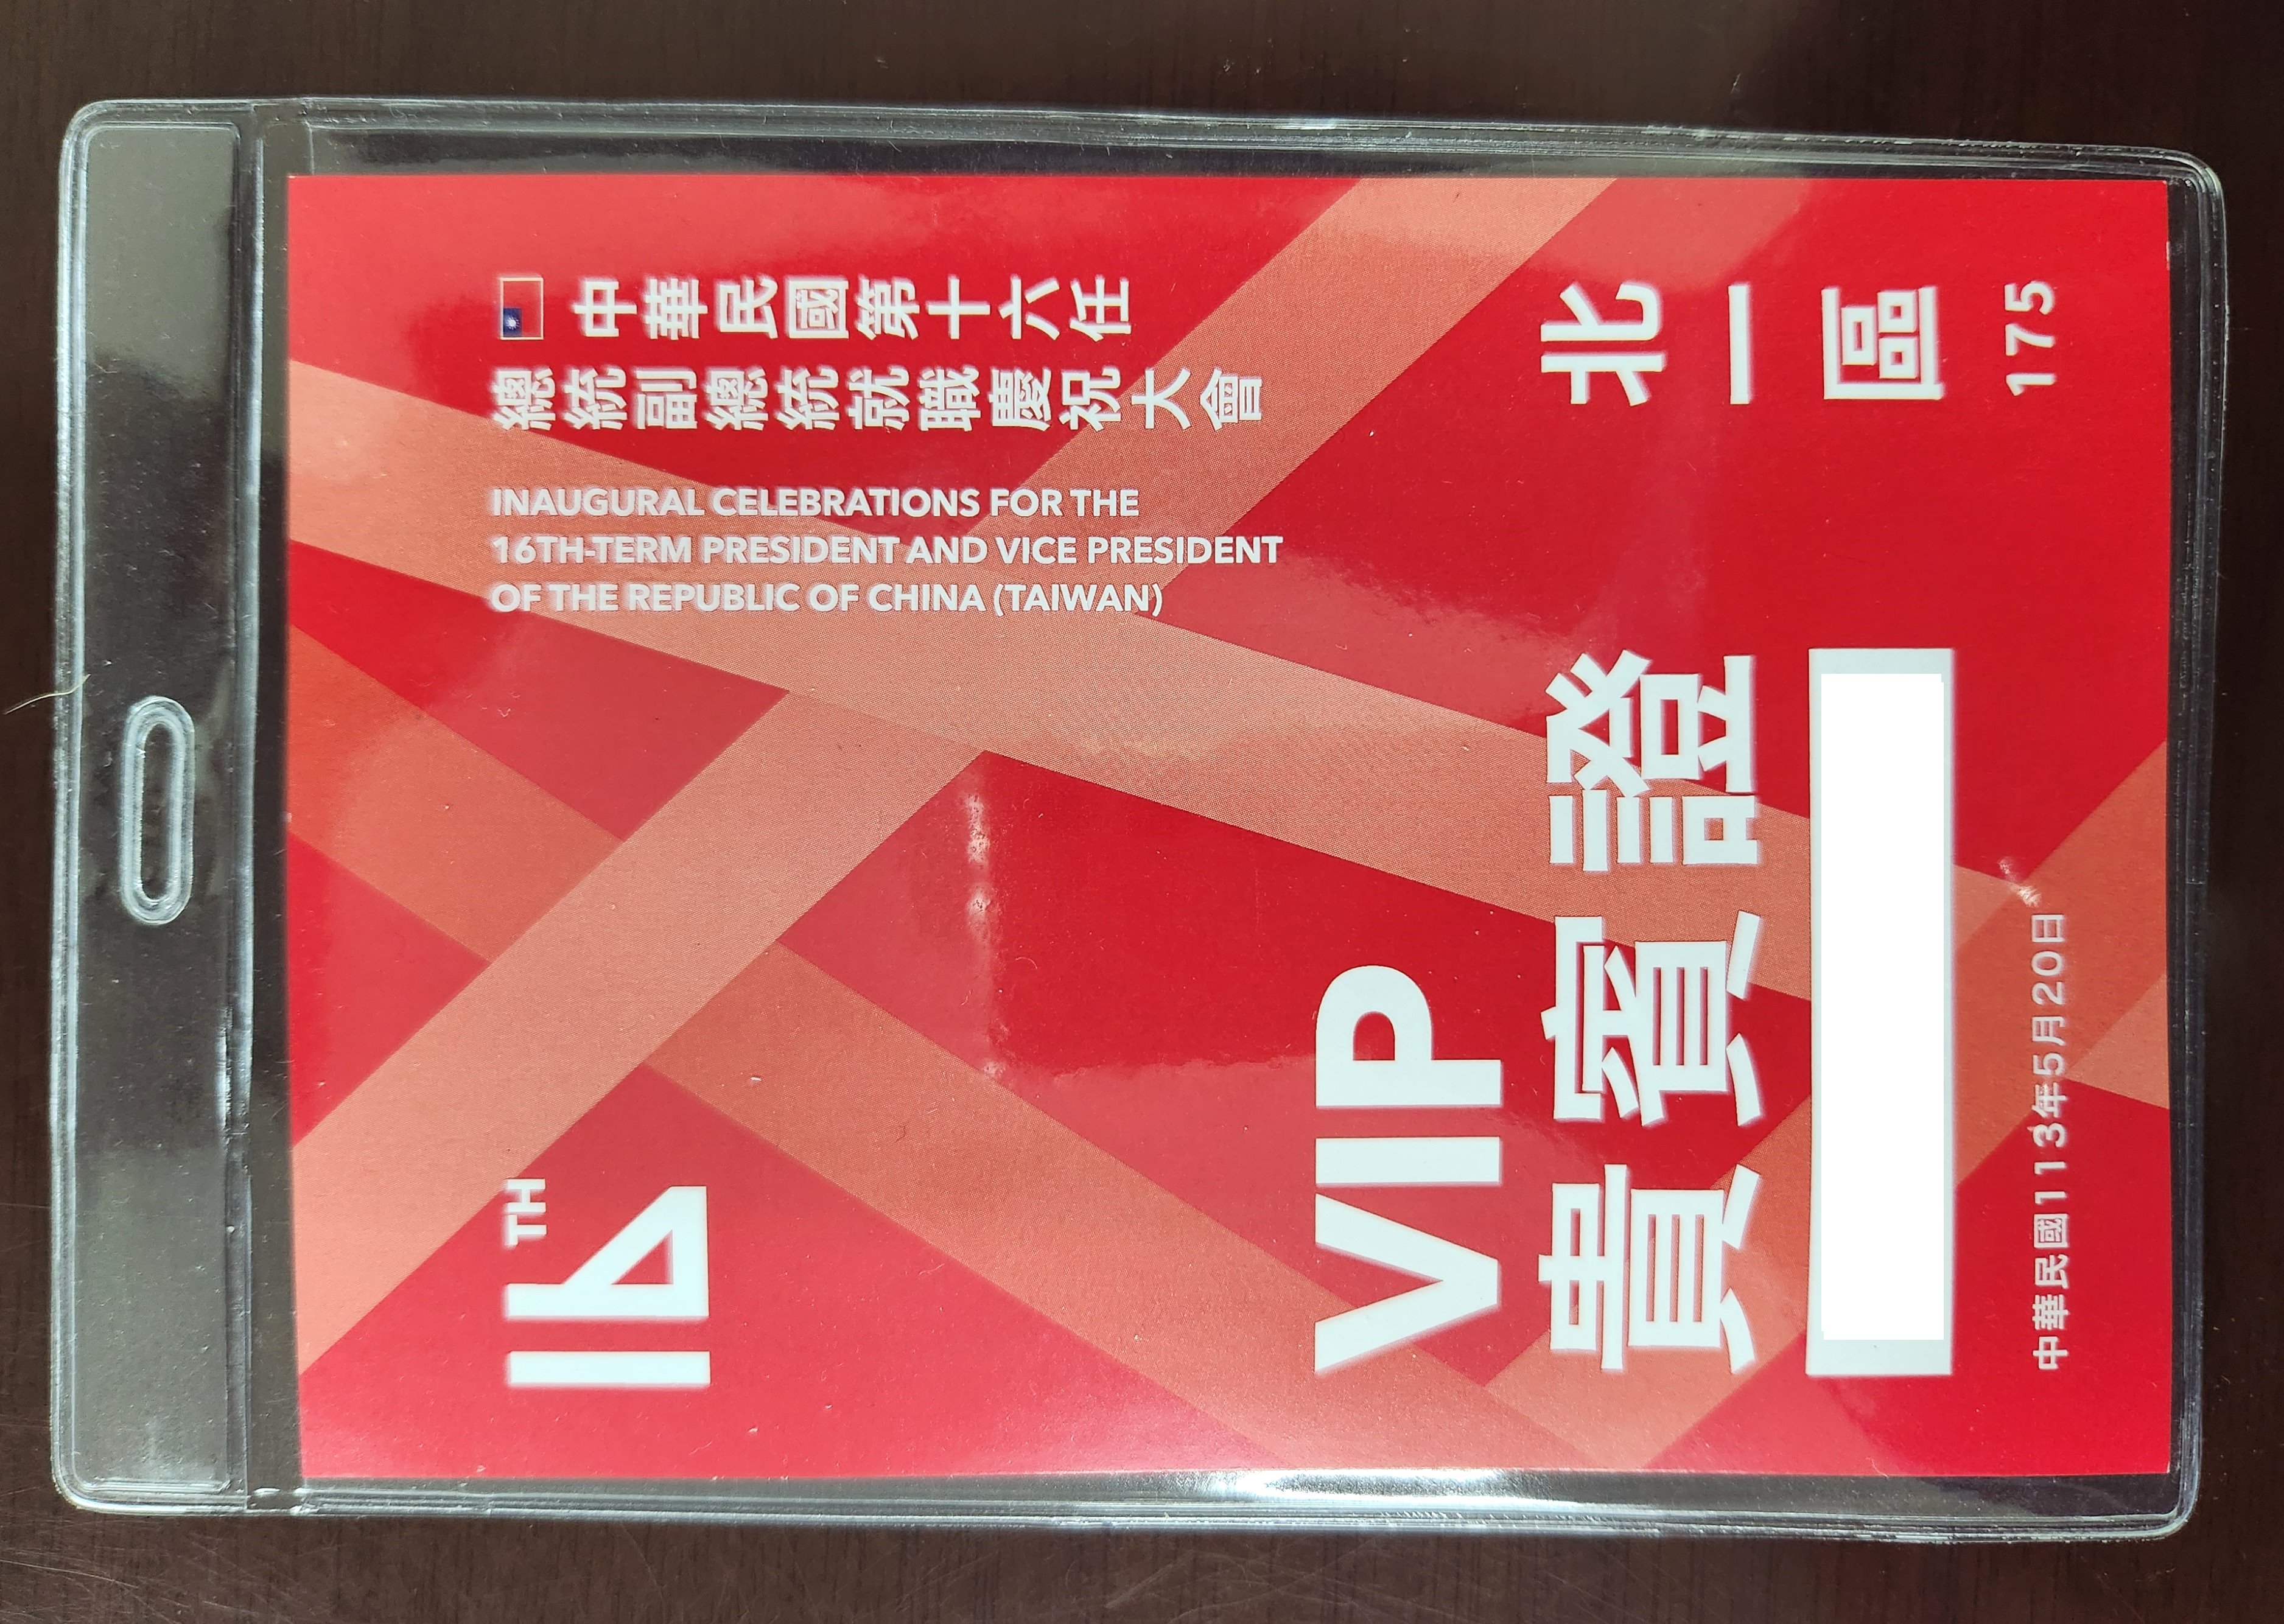 16TH
中華民國第十六任
總統副總統就職慶祝大會
INAUGURAL CELEBRATIONS FOR THE
16TH-TERM PRESIDENT AND VICE PRESIDENT
OF THE REPUBLIC OF CHINA (TAIWAN)
VIP
貴賓證
北一區
175
中華民國113年5月20日